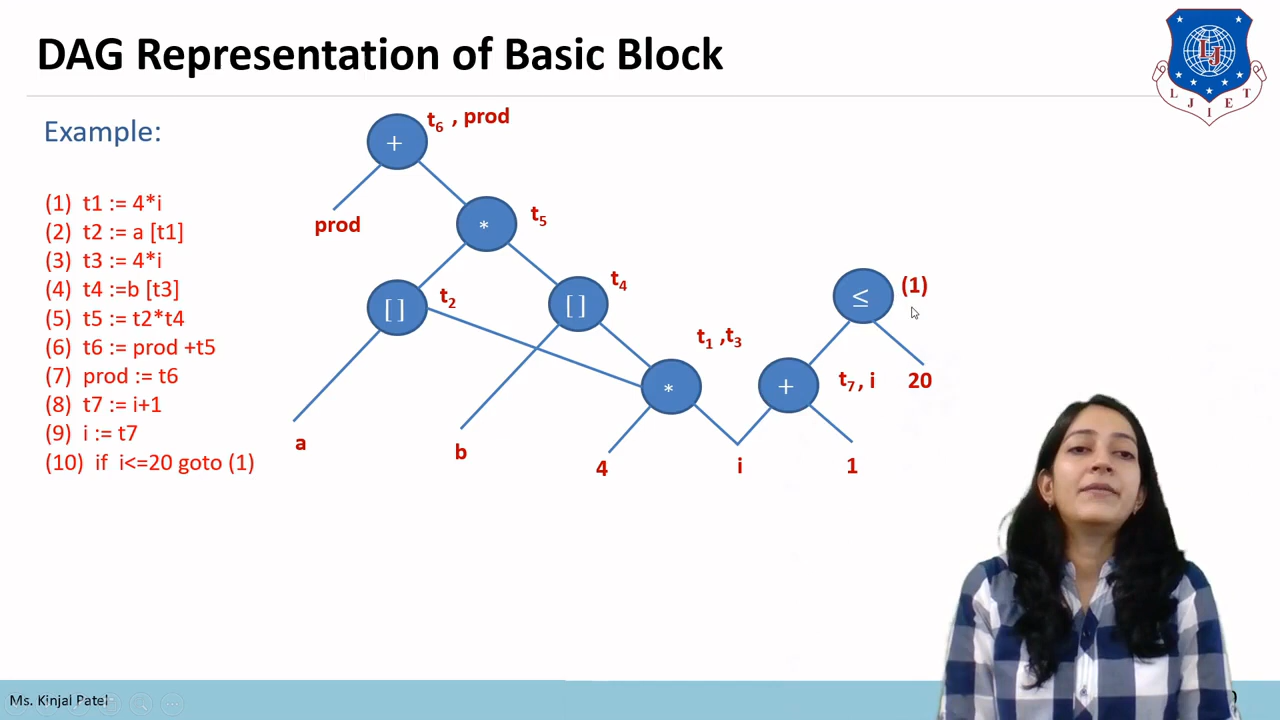 DAG Representation of Basic Block
LJ
L J I E T
Example:
(1) t1 := 4*i
(2) t2 := a [t1]
(3) t3 := 4*i
(4) t4 :=b [t3]
(5) t5 := t2*t4
(6) t6 := prod +t5
(7) prod := t6
(8) t7 := i+1
(9) i := t7
(10) if i<=20 goto (1)
t6 , prod
+
prod
*
t5
[ ]
t2
[ ]
t4
≤
(1)
t1 ,t3
*
+
t7, i
20
a
b
4
i
1
Ms. Kinjal Patel